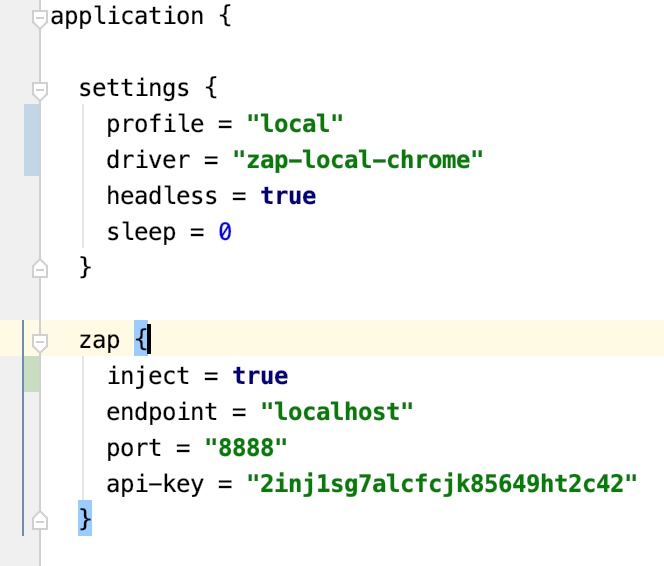 application {
settings {
profile = "local"
driver = "zap-local-chrome"
headless = true
sleep = 0
}
zap {
inject = true
endpoint = "localhost"
port = "8888"
api-key = "2inj1sg7alcfcjk85649ht2c42"
}